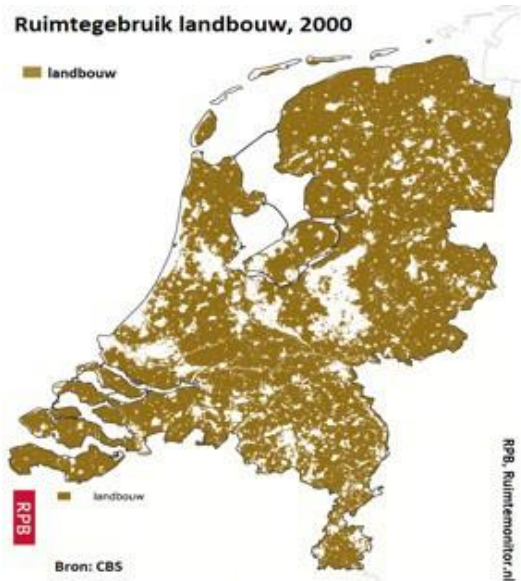 Ruimtegebruik landbouw, 2000
landbouw
RPB, Ruimtemonitor.nl
landbouw
RPB
Bron: CBS